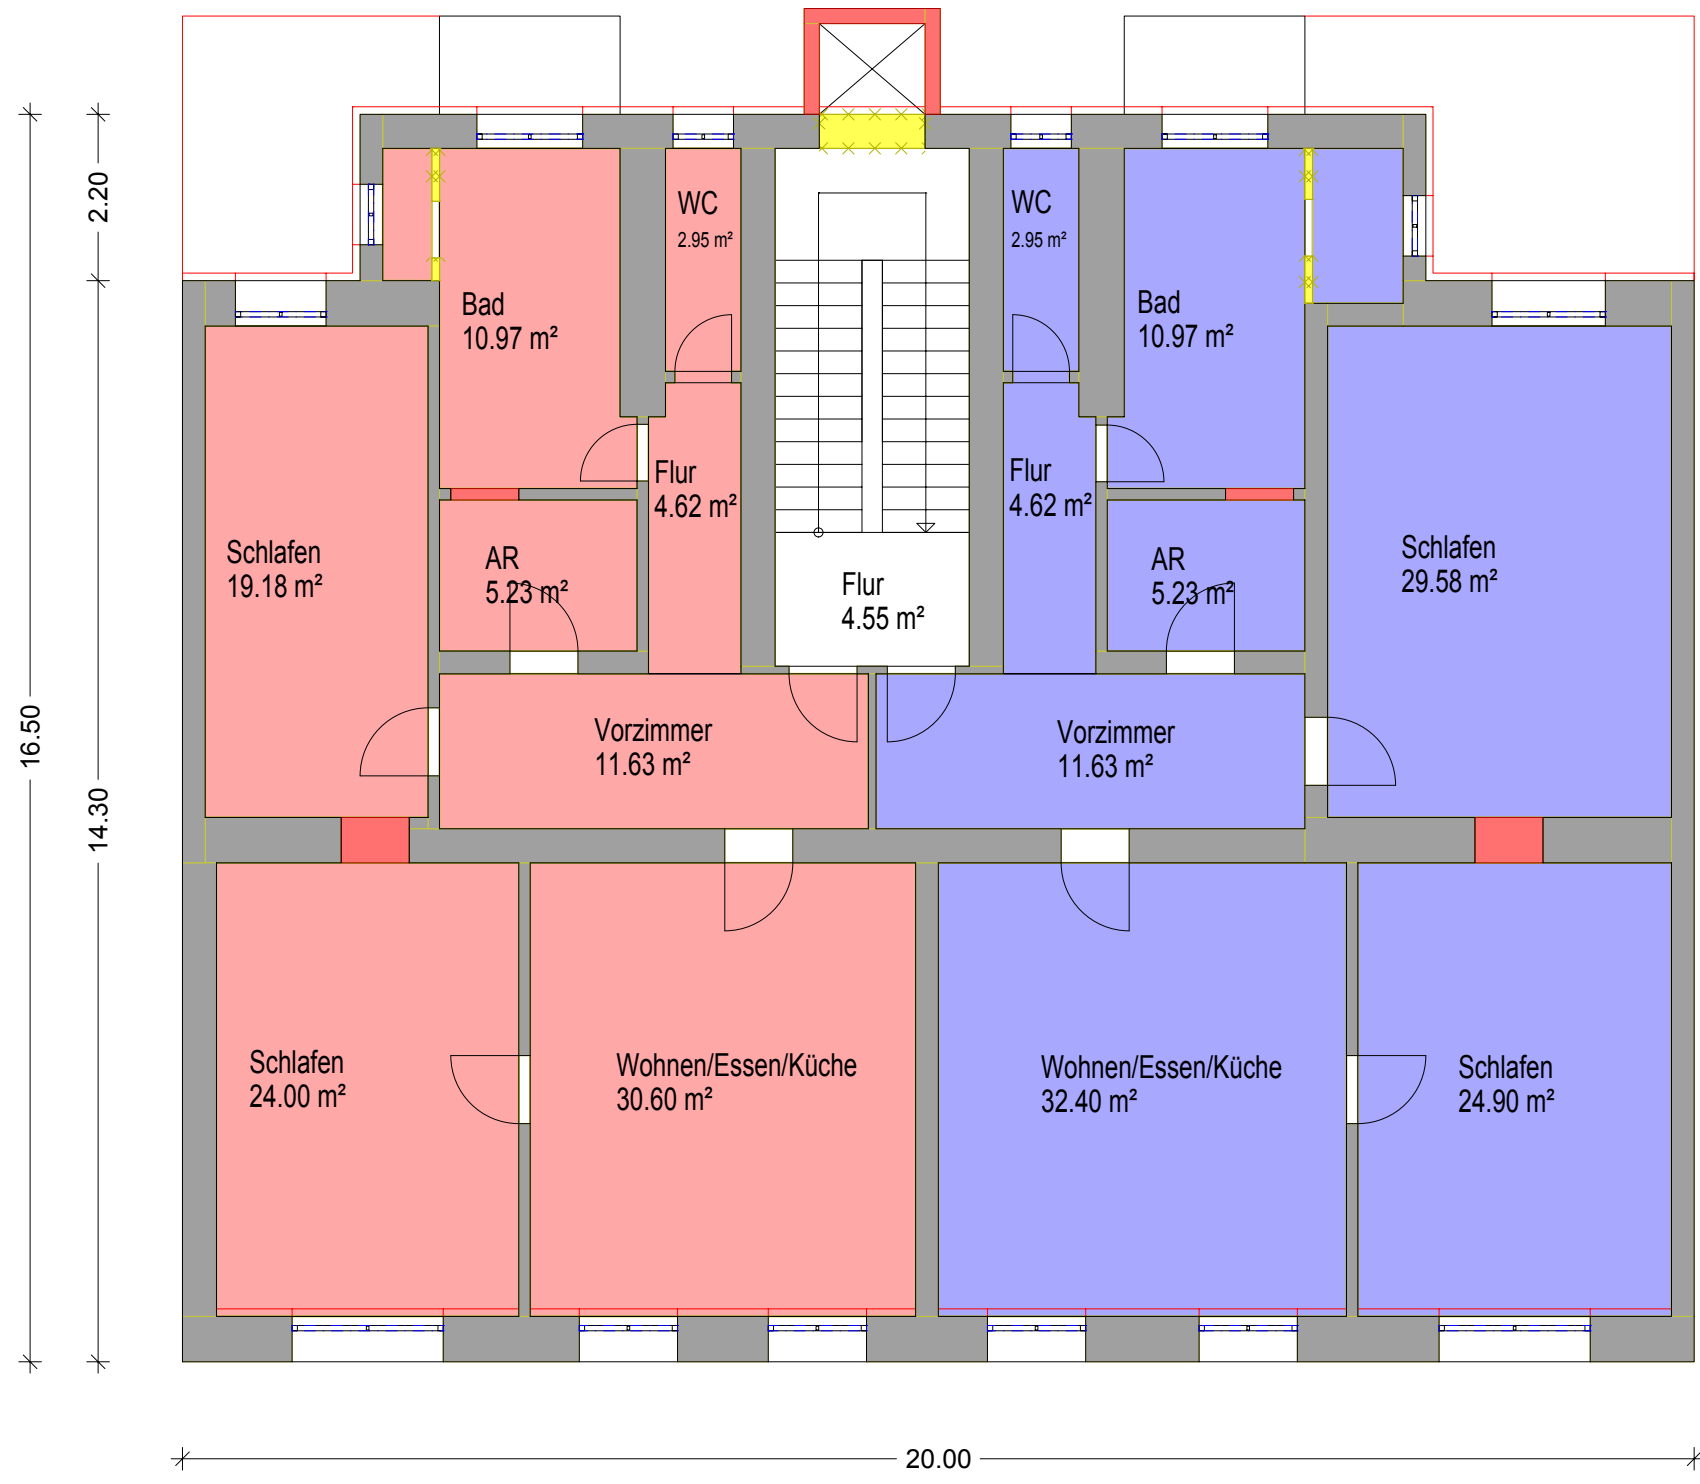 WC
2.95 m²
WC
2.95 m²
2.20
Bad
10.97 m²
Bad
10.97 m²
Flur
4.62 m²
Flur
4.62 m²
Schlafen
19.18 m²
AR
5.23 m²
Flur
4.55 m²
AR
5.23 m²
Schlafen
29.58 m²
16.50
Vorzimmer
11.63 m²
Vorzimmer
11.63 m²
14.30
Schlafen
24.00 m²
Wohnen/Essen/Küche
30.60 m²
Wohnen/Essen/Küche
32.40 m²
Schlafen
24.90 m²
20.00